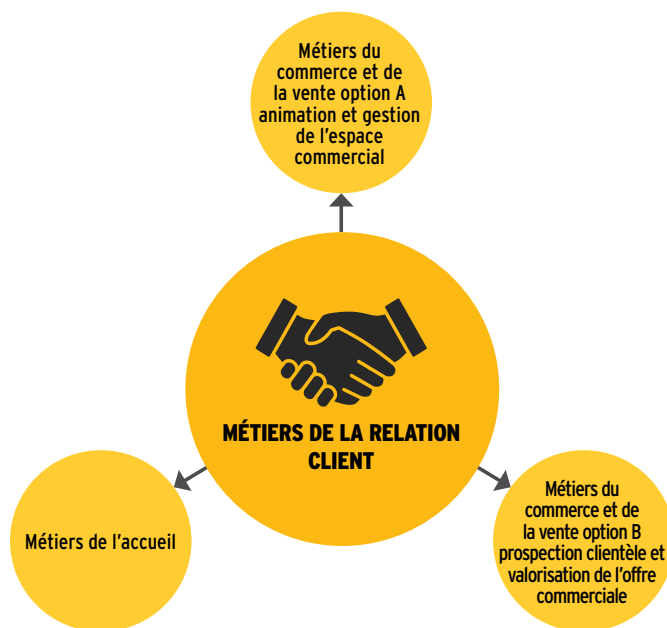 Métiers du
commerce et de
la vente option A
animation et gestion
de l'espace
commercial
MÉTIERS DE LA RELATION
CLIENT
Métiers de l'accueil
Métiers du
commerce et de
la vente option B
prospection clientèle et
valorisation de l'offre
commerciale